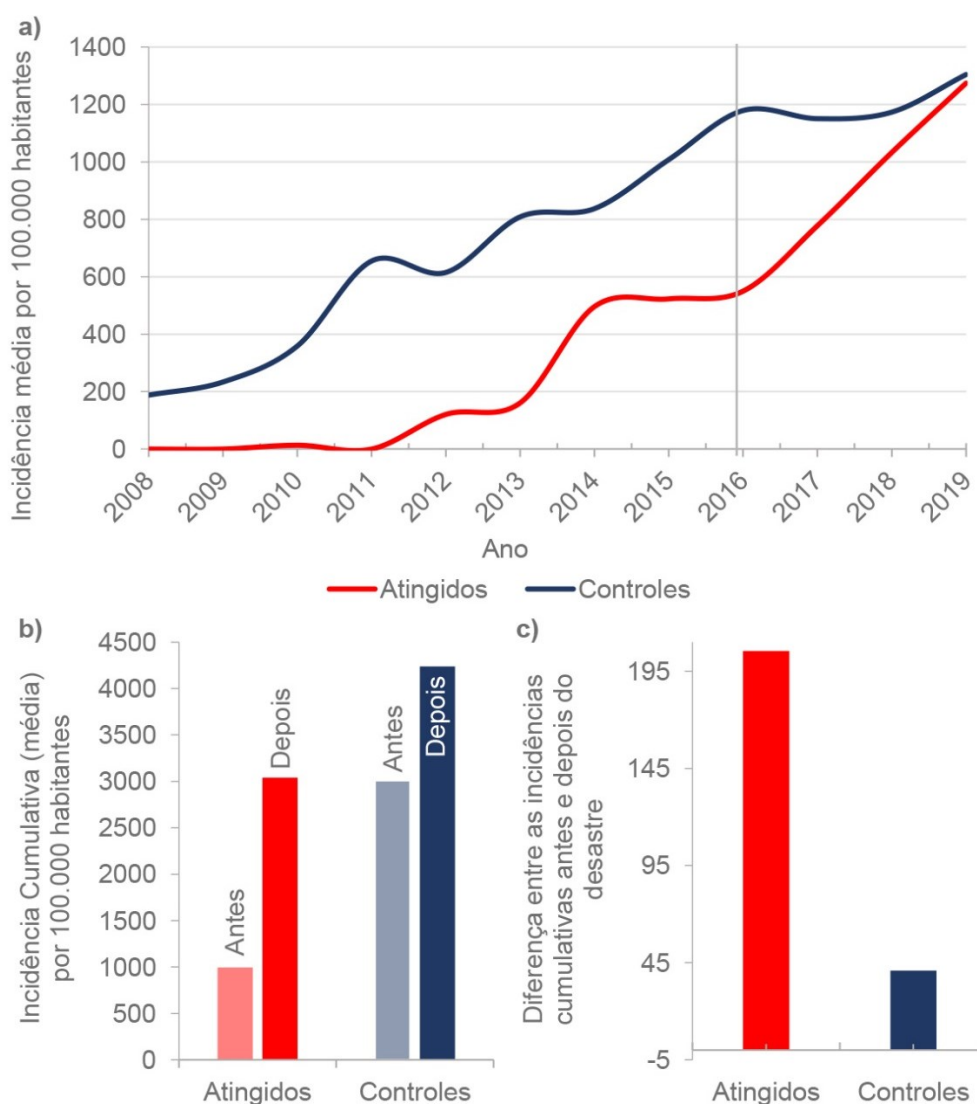 a)
Incidência média por 100.000 habitantes
1400
1200
1000
800
600
400
200
0
2008
2009
2010
2011
2012
2013
2014
2015
2016
2017
2018
2019
Ano
Atingidos
Controles
b)
Incidência Cumulativa (média)
por 100.000 habitantes
4500
4000
3500
3000
2500
2000
1500
1000
500
0
Antes
Depois
Antes
Depois
Atingidos
Controles
c)
Diferença entre as incidências
cumulativas antes e depois do
desastre
195
145
95
45
-5
Atingidos
Controles